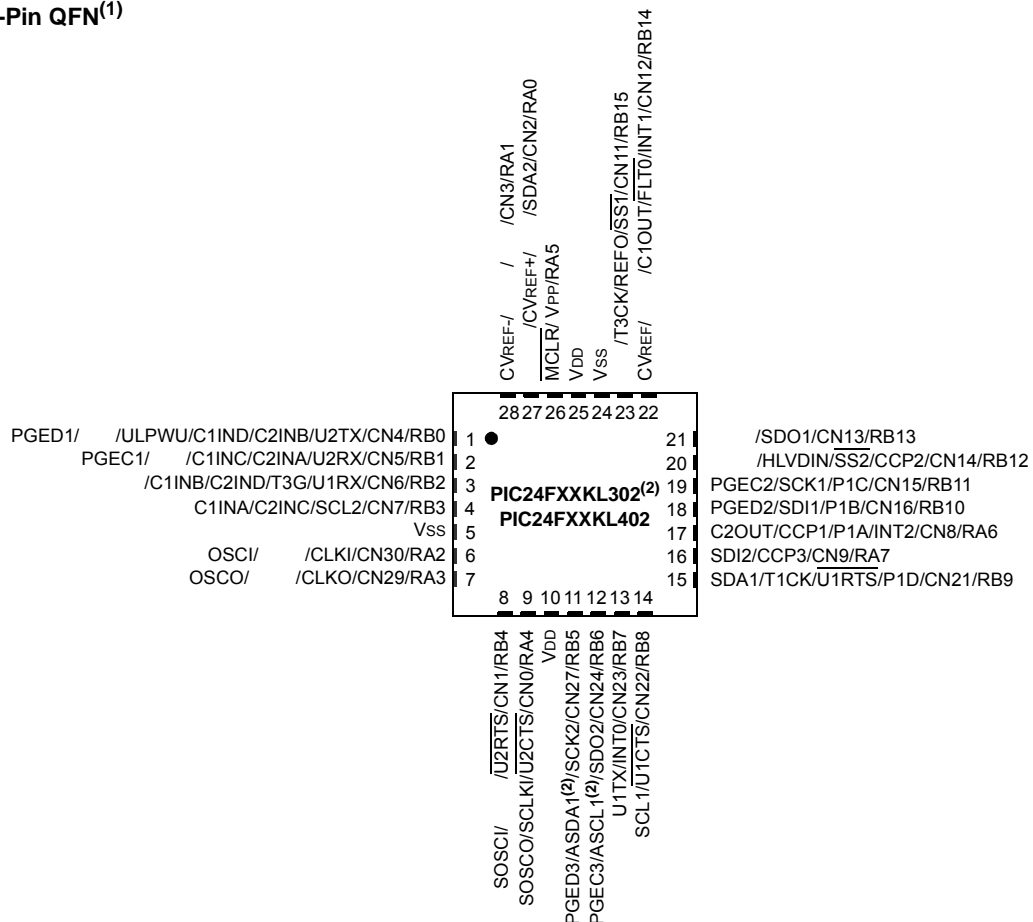 -Pin QFN(1)
CVREF-/ / /CN3/RA1
/CVREF+/ /SDA2/CN2/RA0
MCLR/ VPP/RA5
VDD
VSS
/T3CK/REFO/SS1/CN11/RB15
CVREF/ /C1OUT/FLT0/INT1/CN12/RB14
28 27 26 25 24 23 22
PGED1/ /ULPWU/C1IND/C2INB/U2TX/CN4/RB0 1
PGEC1/ /C1INC/C2INA/U2RX/CN5/RB1 2
/C1INB/C2IND/T3G/U1RX/CN6/RB2 3
C1INA/C2INC/SCL2/CN7/RB3 4
VSS 5
OSCI/ /CLKI/CN30/RA2 6
OSCO/ /CLKO/CN29/RA3 7
PIC24FXXKL302(2)
PIC24FXXKL402
21 /SDO1/CN13/RB13
20 /HLVDIN/SS2/CCP2/CN14/RB12
19 PGEC2/SCK1/P1C/CN15/RB11
18 PGED2/SDI1/P1B/CN16/RB10
17 C2OUT/CCP1/P1A/INT2/CN8/RA6
16 SDI2/CCP3/CN9/RA7
15 SDA1/T1CK/U1RTS/P1D/CN21/RB9
8 9 10 11 12 13 14
SOSCI/ /U2RTS/CN1/RB4
SOSCO/SCLKI/U2CTS/CN0/RA4
VDD
PGED3/ASDA1(2)/SCK2/CN27/RB5
PGEC3/ASCL1(2)/SDO2/CN24/RB6
U1TX/INT0/CN23/RB7
SCL1/U1CTS/CN22/RB8